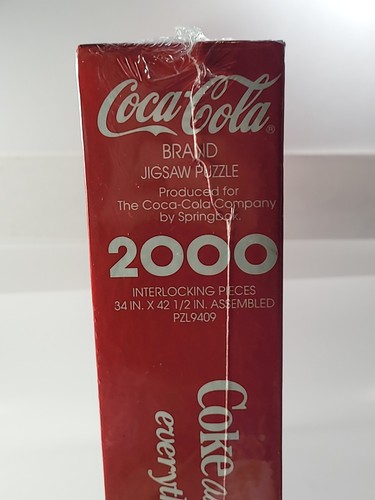 Coca-Cola ®
BRAND
JIGSAW PUZZLE
Produced for
The Coca-Cola Company
by Springbok.
2000
INTERLOCKING PIECES
34 IN. X 42 1/2 IN. ASSEMBLED
PZL9409
Coke a
everythi